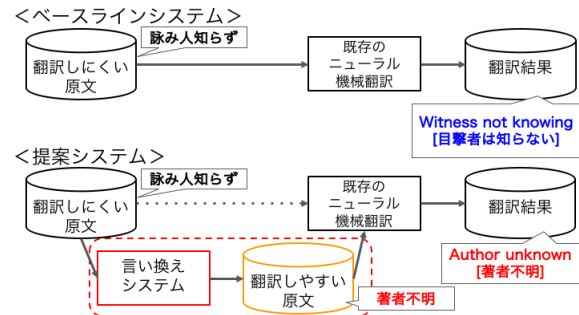 ＜ベースラインシステム＞
詠み人知らず
翻訳しにくい
原文
既存の
ニューラル
機械翻訳
翻訳結果
Witness not knowing
[目撃者は知らない]
＜提案システム＞
詠み人知らず
翻訳しにくい
原文
既存の
ニューラル
機械翻訳
翻訳結果
Author unknown
[著者不明]
言い換え
システム
翻訳しやすい
原文
著者不明